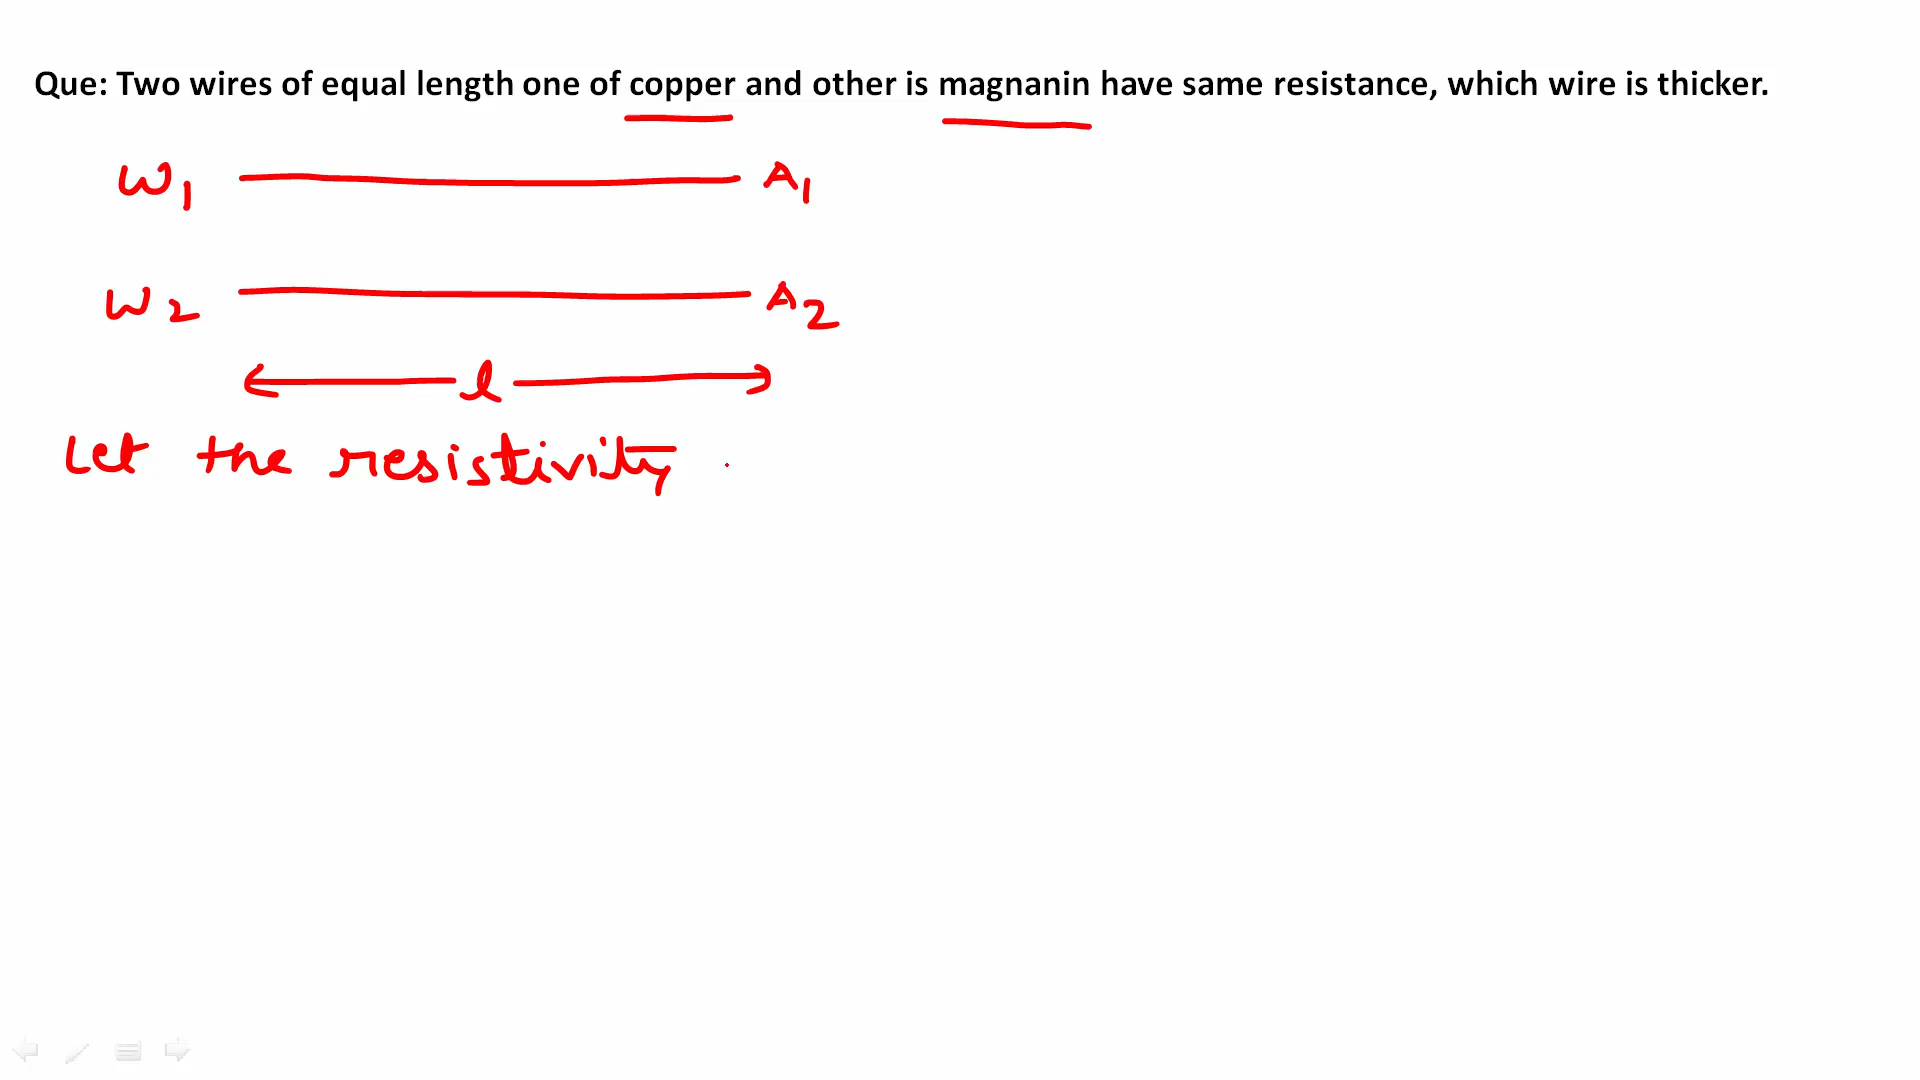 Que: Two wires of equal length one of copper and other is magnanin have same resistance, which wire is thicker.
W1 A1
W2 A2
l
Let the resistivity